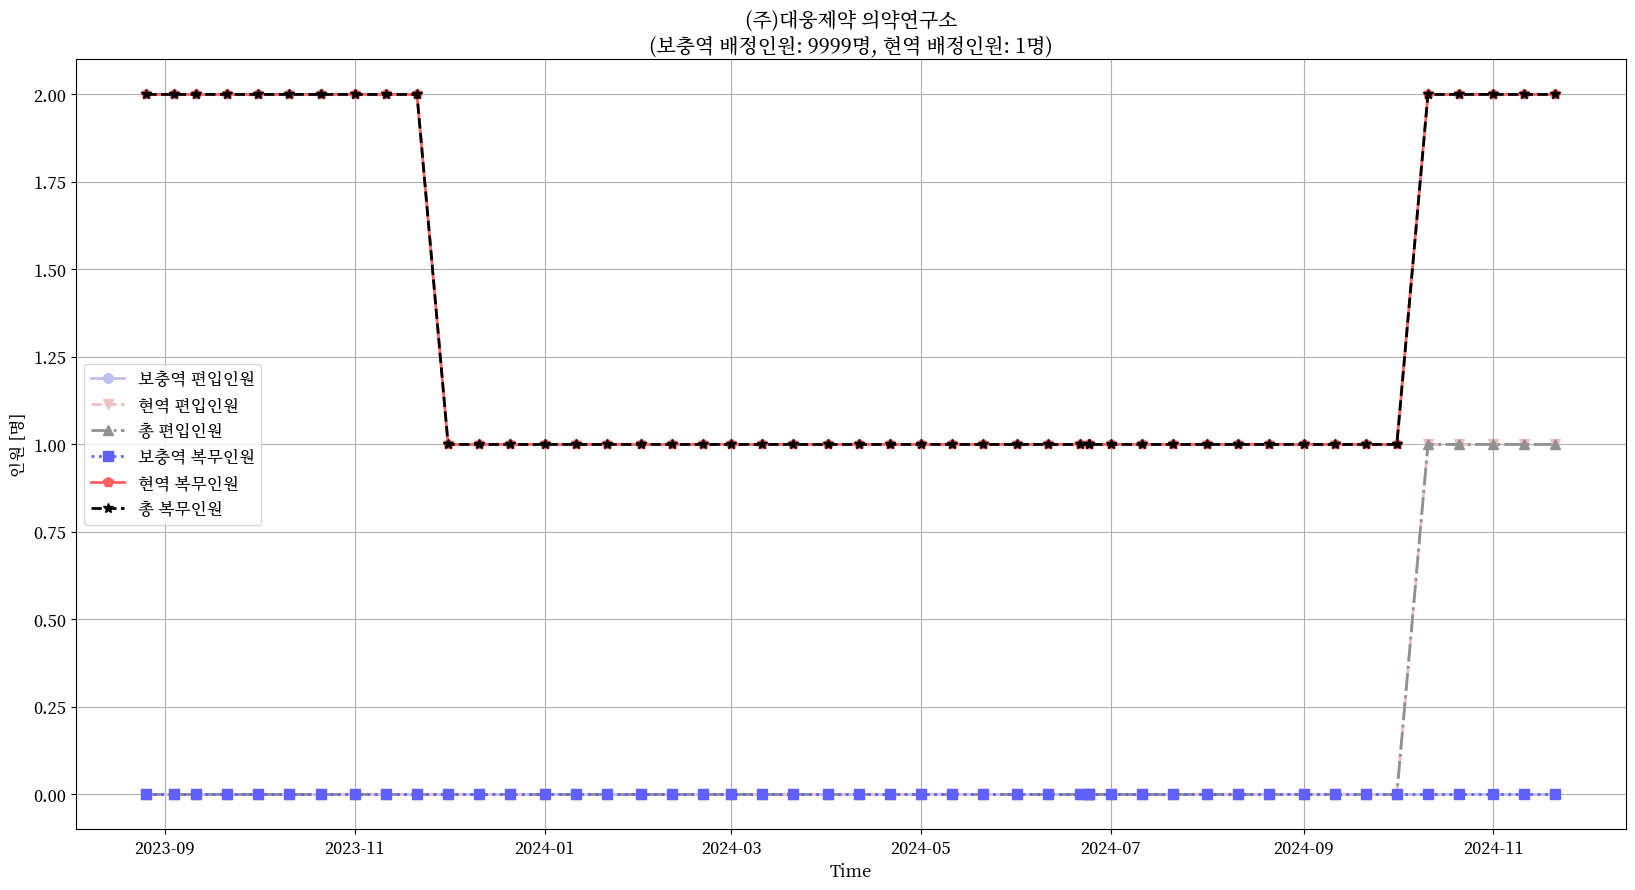 (주)대웅제약 의약연구소
(보충역 배정인원: 9999명, 현역 배정인원: 1명)
2.00
1.75
1.50
1.25
1.00
0.75
0.50
0.25
0.00
인원 [명]
보충역 편입인원
현역 편입인원
총 편입인원
보충역 복무인원
현역 복무인원
총 복무인원
2023-09
2023-11
2024-01
2024-03
2024-05
2024-07
2024-09
2024-11
Time